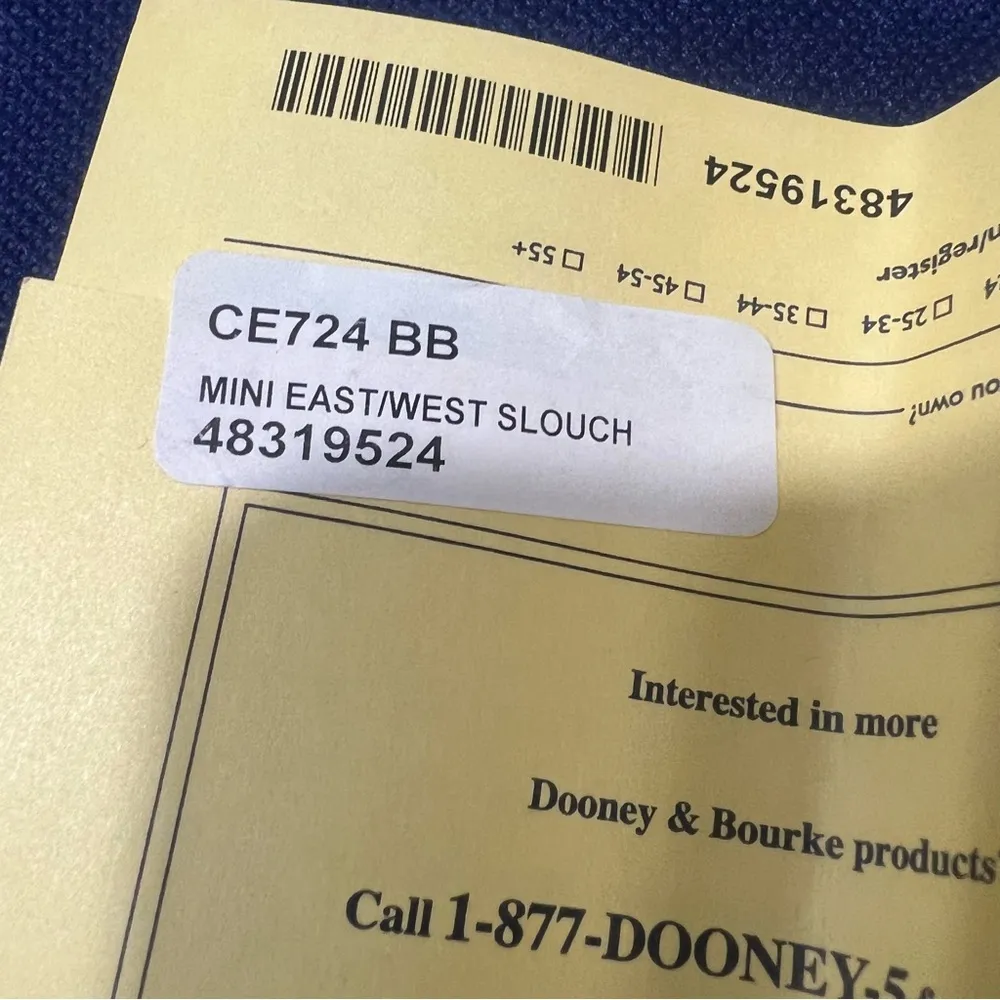 48319524
n/register
25-34
35-44
45-54
55+
ou own?
CE724 BB
MINI EAST/WEST SLOUCH
48319524
Interested in more
Dooney & Bourke products
Call 1-877-DOONEY-5